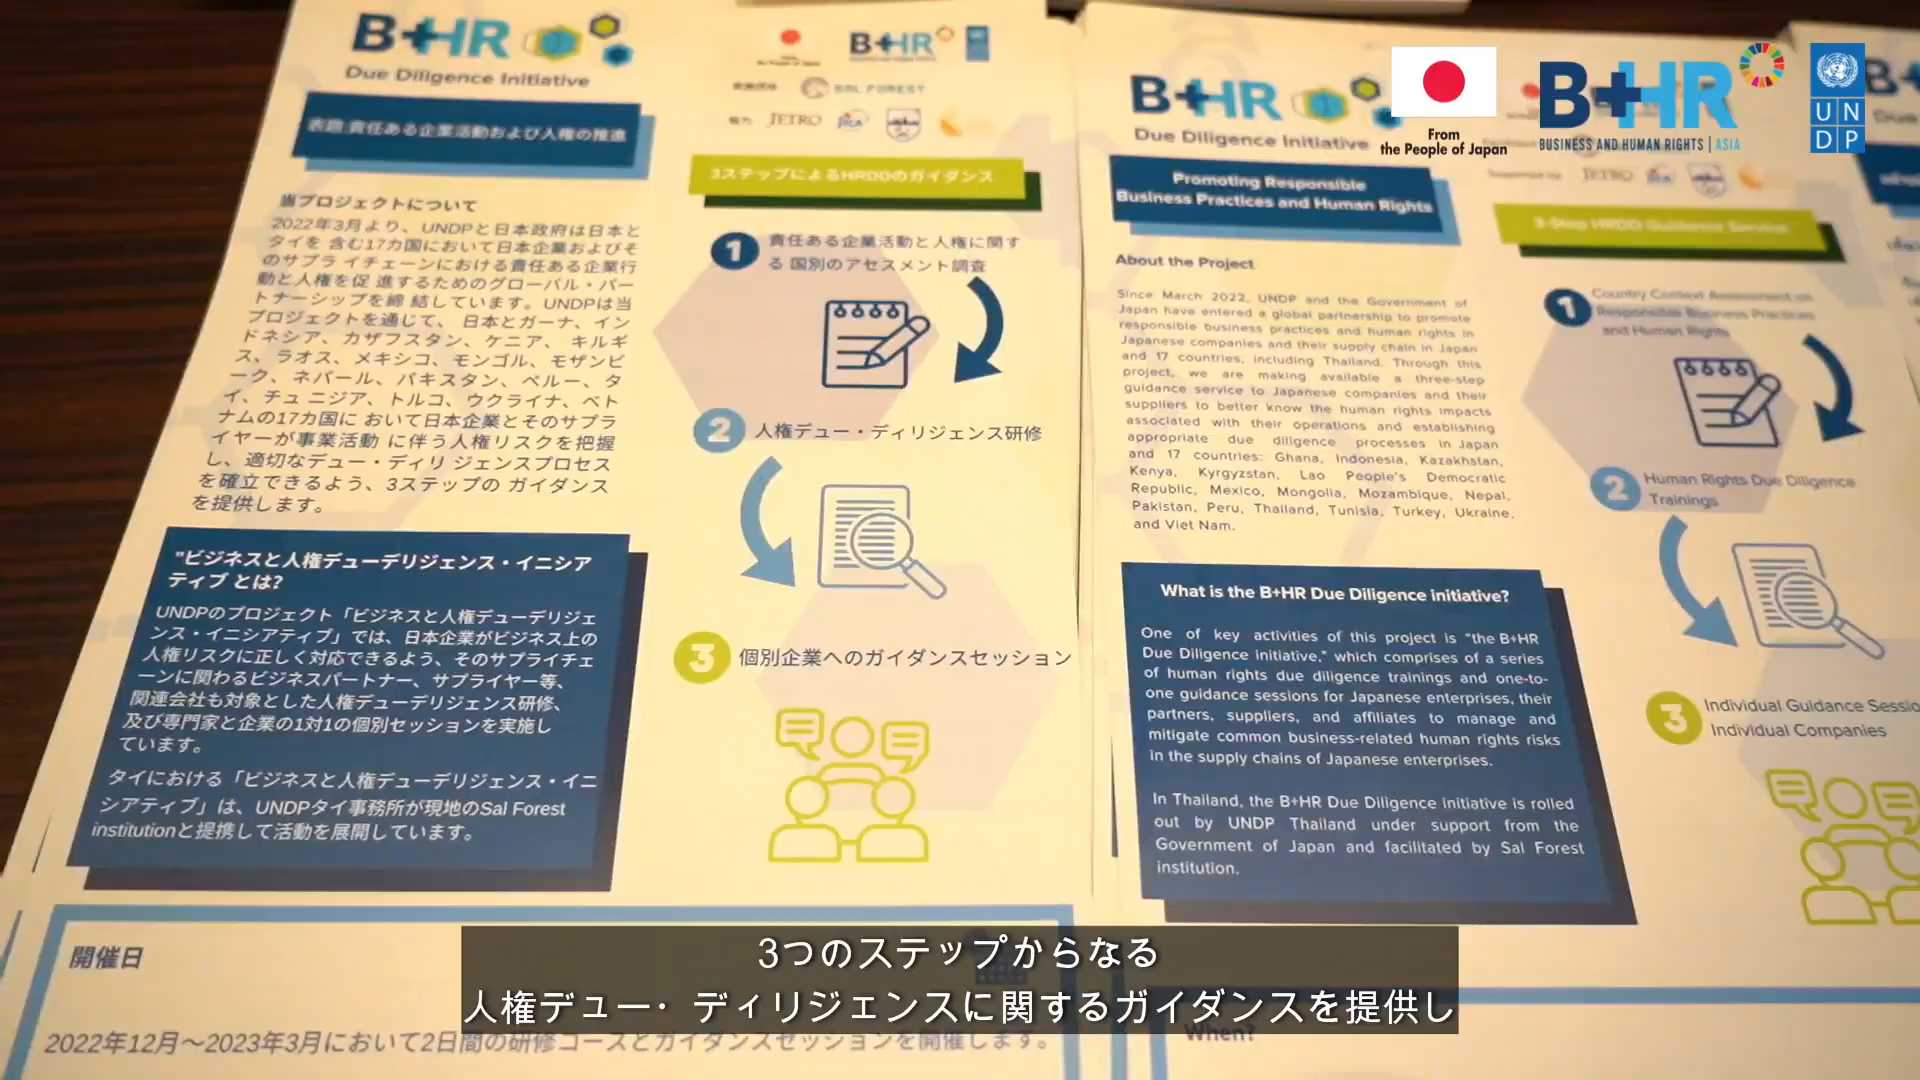 B+HR
Due Diligence Initiative
表題:責任ある企業活動および人権の推進
当プロジェクトについて
2022年3月より、UNDPと日本政府は日本と
タイを 含む17カ国において日本企業およびそ
のサプラ イチェーンにおける責任ある企業行
動と人権を促 進するためのグローバル・パー
トナーシップを締 結しています。UNDPは当
プロジェクトを通じて、 日本とガーナ、イン
ドネシア、カザフスタン、ケニア、 キルギ
ス、ラオス、メキシコ、モンゴル、モザンビ
ーク、ネパール、パキスタン、ペルー、タ
イ、チュ ニジア、トルコ、ウクライナ、ベト
ナムの17カ国に おいて日本企業とそのサプラ
イヤーが事業活動 に伴う人権リスクを把握
し、適切なデュー・ディリ ジェンスプロセス
を確立できるよう、3ステップの ガイダンス
を提供します。
"ビジネスと人権デューデリジェンス・イニシア
ティブ とは?
UNDPのプロジェクト「ビジネスと人権デューデリジェ
ンス・イニシアティブ」では、日本企業がビジネス上の
人権リスクに正しく対応できるよう、そのサプライチェ
ーンに関わるビジネスパートナー、サプライヤー等、
関連会社も対象とした人権デューデリジェンス研修、
及び専門家と企業の1対1の個別セッションを実施し
ています。
タイにおける「ビジネスと人権デューデリジェンス・イニ
シアティブ」は、UNDPタイ事務所が現地のSal Forest
institutionと提携して活動を展開しています。
開催日
2022年12月〜2023年3月において2日間の研修コースとガイダンスセッションを開催します。
B+HR
SAL FOREST
協力 JETRO jica
3ステップによるHRDDのガイダンス
1 責任ある企業活動と人権に関す
る 国別のアセスメント調査
2 人権デュー・ディリジェンス研修
3 個別企業へのガイダンスセッション
B+HR
Due Diligence Initiative
Promoting Responsible
Business Practices and Human Rights
About the Project
Since March 2022, UNDP and the Government of
Japan have entered a global partnership to promote
responsible business practices and human rights in
Japanese companies and their supply chain in Japan
and 17 countries, including Thailand. Through this
project, we are making available a three-step
guidance service to Japanese companies and their
suppliers to better know the human rights impacts
associated with their operations and establishing
appropriate due diligence processes in Japan
and 17 countries: Ghana, Indonesia, Kazakhstan,
Kenya, Kyrgyzstan, Lao People's Democratic
Republic, Mexico, Mongolia, Mozambique, Nepal,
Pakistan, Peru, Thailand, Tunisia, Turkey, Ukraine,
and Viet Nam.
What is the B+HR Due Diligence initiative?
One of key activities of this project is "the B+HR
Due Diligence initiative," which comprises of a series
of human rights due diligence trainings and one-to-
one guidance sessions for Japanese enterprises, their
partners, suppliers, and affiliates to manage and
mitigate common business-related human rights risks
in the supply chains of Japanese enterprises.
In Thailand, the B+HR Due Diligence initiative is rolled
out by UNDP Thailand under support from the
Government of Japan and facilitated by Sal Forest
institution.
When?
JETRO
3-Step HRDD Guidance Service
1 Country Context Assessment on
Responsible Business Practices
and Human Rights
2 Human Rights Due Diligence
Trainings
3 Individual Guidance Sessio
Individual Companies
From
the People of Japan
B+HR
BUSINESS AND HUMAN RIGHTS | ASIA
UN
DP
3つのステップからなる
人権デュー・ディリジェンスに関するガイダンスを提供し